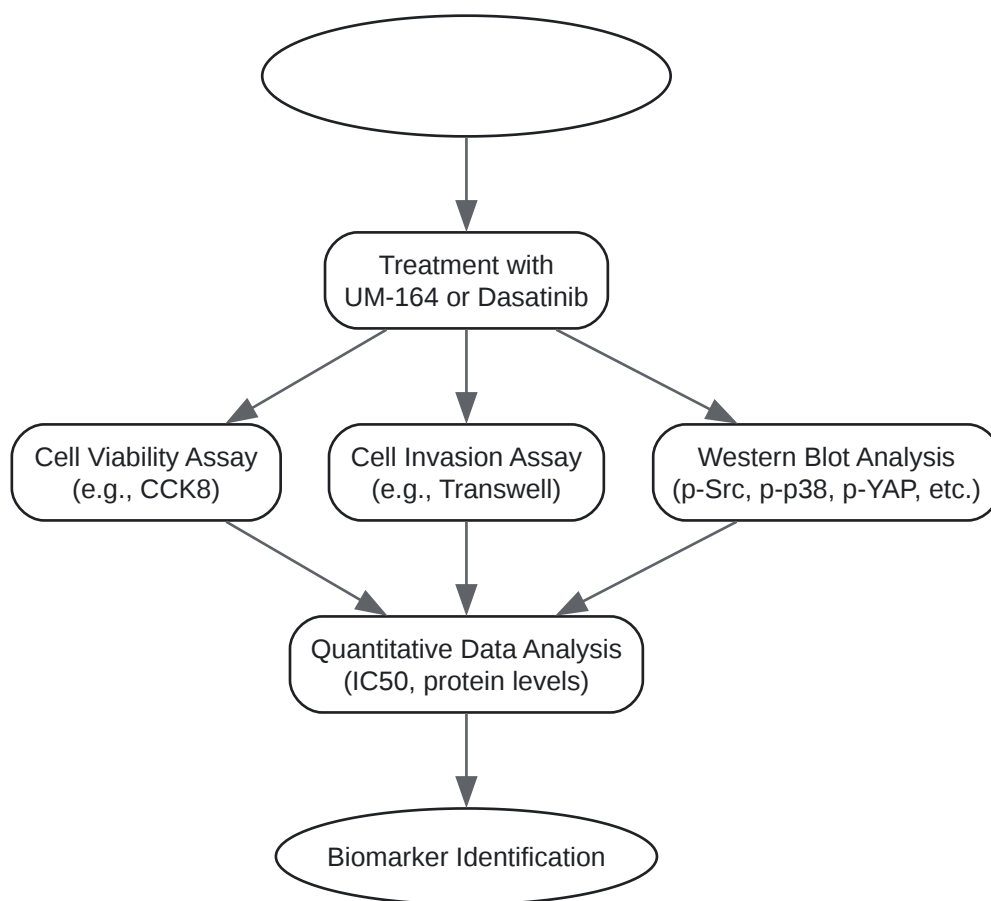 Treatment with
UM-164 or Dasatinib
Cell Viability Assay
(e.g., CCK8)
Cell Invasion Assay
(e.g., Transwell)
Western Blot Analysis
(p-Src, p-p38, p-YAP, etc.)
Quantitative Data Analysis
(IC50, protein levels)
Biomarker Identification